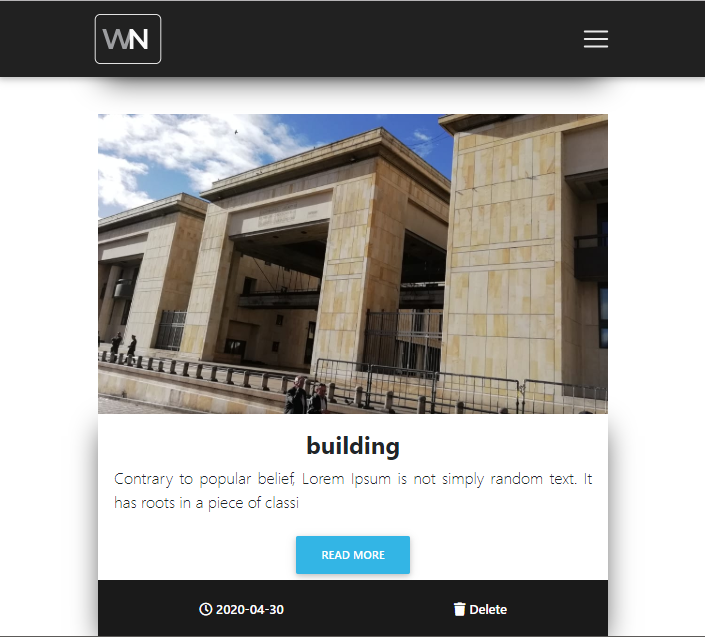 WN
building
Contrary to popular belief, Lorem Ipsum is not simply random text. It
has roots in a piece of classi
READ MORE
2020-04-30
Delete